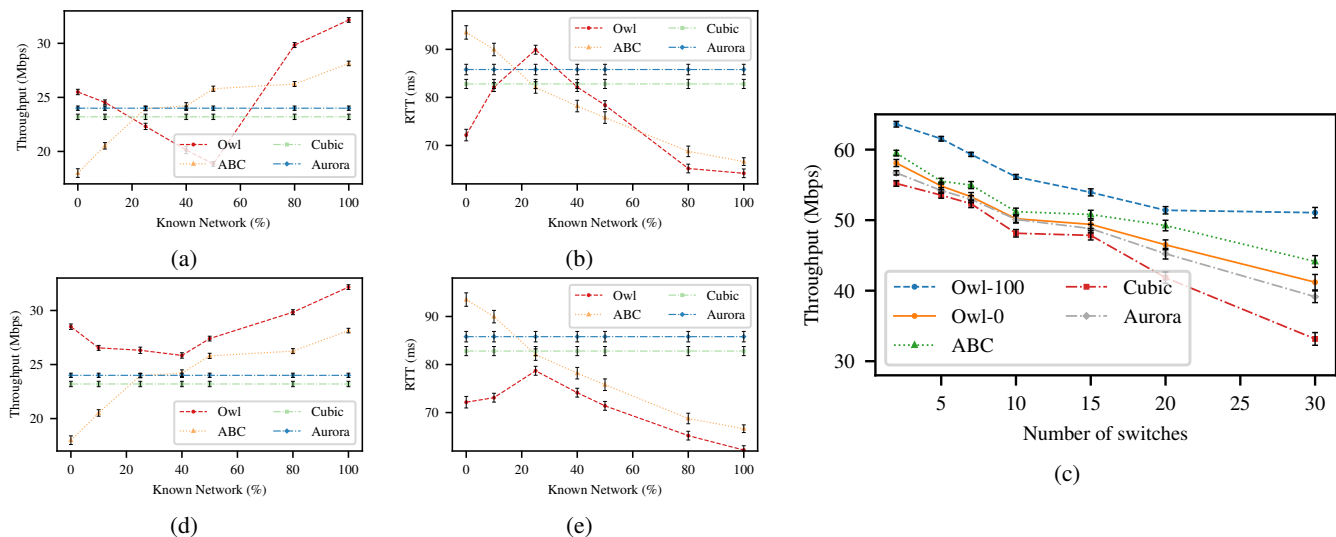 Throughput (Mbps)
30
25
20
0 20 40 60 80 100
Known Network (%)
Owl
ABC
Cubic
Aurora
(a)
RTT (ms)
90
80
70
0 20 40 60 80 100
Known Network (%)
Owl
ABC
Cubic
Aurora
(b)
Throughput (Mbps)
30
25
20
0 20 40 60 80 100
Known Network (%)
Owl
ABC
Cubic
Aurora
(d)
RTT (ms)
90
80
70
0 20 40 60 80 100
Known Network (%)
Owl
ABC
Cubic
Aurora
(e)
Throughput (Mbps)
60
50
40
30
5 10 15 20 25 30
Number of switches
Owl-100
Owl-0
ABC
Cubic
Aurora
(c)